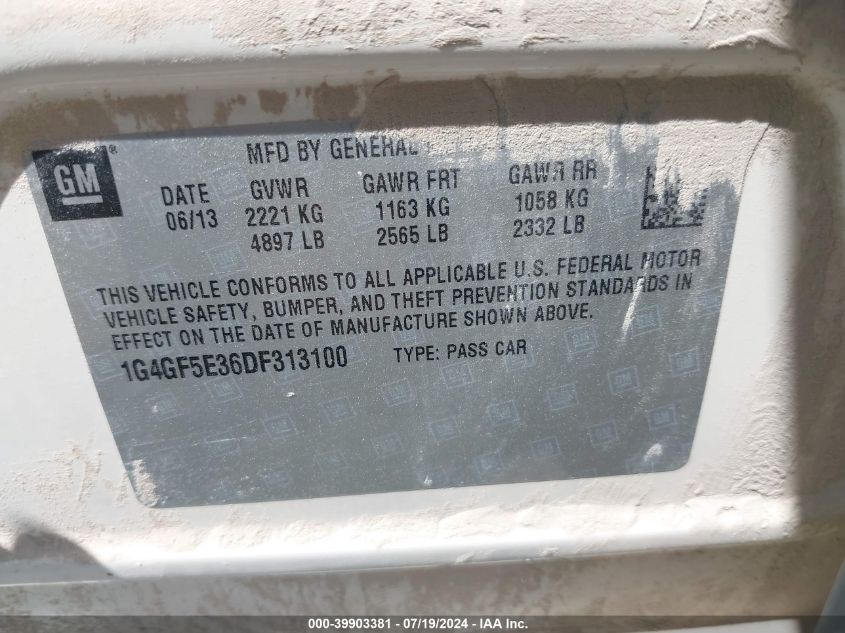 GM
MFD BY GENERAL
DATE GVWR GAWR FRT GAWR RR
06/13 2221 KG 1163 KG 1058 KG
4897 LB 2565 LB 2332 LB
THIS VEHICLE CONFORMS TO ALL APPLICABLE U.S. FEDERAL MOTOR
VEHICLE SAFETY, BUMPER, AND THEFT PREVENTION STANDARDS IN
EFFECT ON THE DATE OF MANUFACTURE SHOWN ABOVE.
1G4GF5E36DF313100 TYPE: PASS CAR
000-39903381 / 07/19/2024 - IAA Inc.